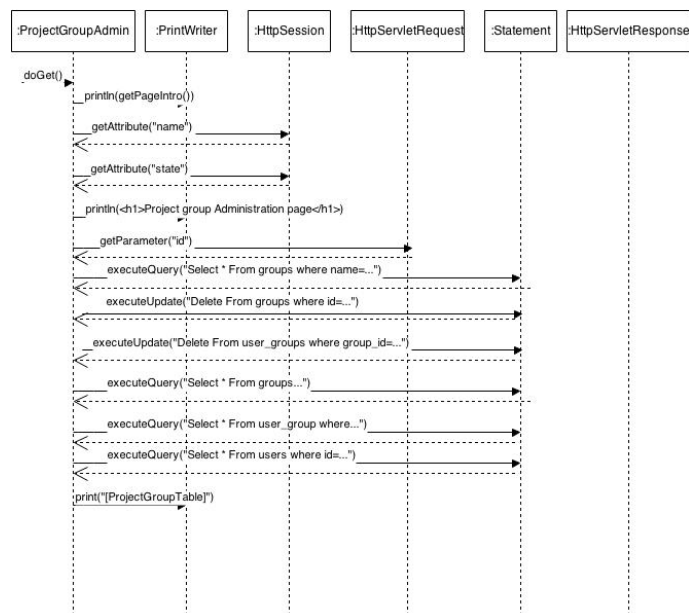 :ProjectGroupAdmin
:PrintWriter
:HttpSession
:HttpServletRequest
:Statement
:HttpServletResponse
doGet()
println(getPageIntro())
getAttribute("name")
getAttribute("state")
println(<h1>Project group Administration page</h1>)
getParameter("id")
executeQuery("Select * From groups where name=...")
executeUpdate("Delete From groups where id=...")
executeUpdate("Delete From user_groups where group_id=...")
executeQuery("Select * From groups...")
executeQuery("Select * From user_group where...")
executeQuery("Select * From users where id=...")
print("[ProjectGroupTable]")